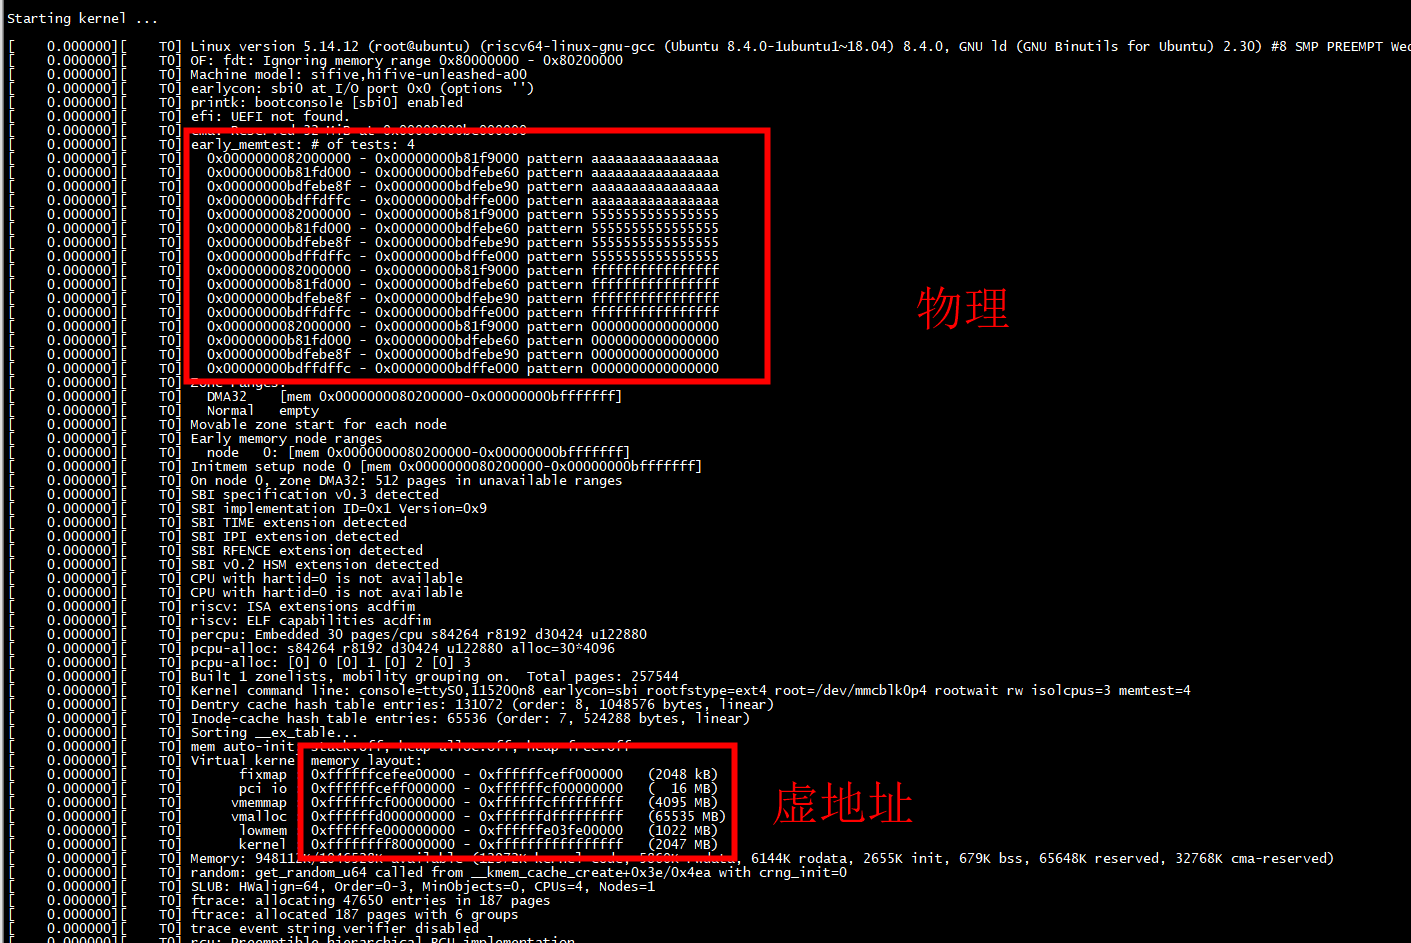 Starting kernel ...
[    0.000000][    T0] Linux version 5.14.12 (root@ubuntu) (riscv64-linux-gnu-gcc (Ubuntu 8.4.0-1ubuntu1~18.04) 8.4.0, GNU ld (GNU Binutils for Ubuntu) 2.30) #8 SMP PREEMPT Wed
[    0.000000][    T0] OF: fdt: Ignoring memory range 0x80000000 - 0x80200000
[    0.000000][    T0] Machine model: sifive,hifive-unleashed-a00
[    0.000000][    T0] earlycon: sbi0 at I/O port 0x0 (options '')
[    0.000000][    T0] printk: bootconsole [sbi0] enabled
[    0.000000][    T0] efi: UEFI not found.
[    0.000000][    T0] cma: Reserved 32 MiB at 0x00000000be000000
[    0.000000][    T0] early_memtest: # of tests: 4
[    0.000000][    T0]   0x0000000082000000 - 0x00000000b81f9000 pattern aaaaaaaaaaaaaaaa
[    0.000000][    T0]   0x00000000b81fd000 - 0x00000000bdfebe60 pattern aaaaaaaaaaaaaaaa
[    0.000000][    T0]   0x00000000bdfebe8f - 0x00000000bdfebe90 pattern aaaaaaaaaaaaaaaa
[    0.000000][    T0]   0x00000000bdffdffc - 0x00000000bdffe000 pattern aaaaaaaaaaaaaaaa
[    0.000000][    T0]   0x0000000082000000 - 0x00000000b81f9000 pattern 5555555555555555
[    0.000000][    T0]   0x00000000b81fd000 - 0x00000000bdfebe60 pattern 5555555555555555
[    0.000000][    T0]   0x00000000bdfebe8f - 0x00000000bdfebe90 pattern 5555555555555555
[    0.000000][    T0]   0x00000000bdffdffc - 0x00000000bdffe000 pattern 5555555555555555
[    0.000000][    T0]   0x0000000082000000 - 0x00000000b81f9000 pattern ffffffffffffffff
[    0.000000][    T0]   0x00000000b81fd000 - 0x00000000bdfebe60 pattern ffffffffffffffff
[    0.000000][    T0]   0x00000000bdfebe8f - 0x00000000bdfebe90 pattern ffffffffffffffff
[    0.000000][    T0]   0x00000000bdffdffc - 0x00000000bdffe000 pattern ffffffffffffffff
物理
[    0.000000][    T0]   0x0000000082000000 - 0x00000000b81f9000 pattern 0000000000000000
[    0.000000][    T0]   0x00000000b81fd000 - 0x00000000bdfebe60 pattern 0000000000000000
[    0.000000][    T0]   0x00000000bdfebe8f - 0x00000000bdfebe90 pattern 0000000000000000
[    0.000000][    T0]   0x00000000bdffdffc - 0x00000000bdffe000 pattern 0000000000000000
[    0.000000][    T0] Zone ranges:
[    0.000000][    T0]   DMA32    [mem 0x0000000080200000-0x00000000bfffffff]
[    0.000000][    T0]   Normal   empty
[    0.000000][    T0] Movable zone start for each node
[    0.000000][    T0] Early memory node ranges
[    0.000000][    T0]   node   0: [mem 0x0000000080200000-0x00000000bfffffff]
[    0.000000][    T0] Initmem setup node 0 [mem 0x0000000080200000-0x00000000bfffffff]
[    0.000000][    T0] On node 0, zone DMA32: 512 pages in unavailable ranges
[    0.000000][    T0] SBI specification v0.3 detected
[    0.000000][    T0] SBI implementation ID=0x1 Version=0x9
[    0.000000][    T0] SBI TIME extension detected
[    0.000000][    T0] SBI IPI extension detected
[    0.000000][    T0] SBI RFENCE extension detected
[    0.000000][    T0] SBI v0.2 HSM extension detected
[    0.000000][    T0] CPU with hartid=0 is not available
[    0.000000][    T0] CPU with hartid=0 is not available
[    0.000000][    T0] riscv: ISA extensions acdfim
[    0.000000][    T0] riscv: ELF capabilities acdfim
[    0.000000][    T0] percpu: Embedded 30 pages/cpu s84264 r8192 d30424 u122880
[    0.000000][    T0] pcpu-alloc: s84264 r8192 d30424 u122880 alloc=30*4096
[    0.000000][    T0] pcpu-alloc: [0] 0 [0] 1 [0] 2 [0] 3
[    0.000000][    T0] Built 1 zonelists, mobility grouping on.  Total pages: 257544
[    0.000000][    T0] Kernel command line: console=ttyS0,115200n8 earlycon=sbi rootfstype=ext4 root=/dev/mmcblk0p4 rootwait rw isolcpus=3 memtest=4
[    0.000000][    T0] Dentry cache hash table entries: 131072 (order: 8, 1048576 bytes, linear)
[    0.000000][    T0] Inode-cache hash table entries: 65536 (order: 7, 524288 bytes, linear)
[    0.000000][    T0] Sorting __ex_table...
[    0.000000][    T0] mem auto-init: stack:off, heap alloc:off, heap free:off
[    0.000000][    T0] Virtual kernel memory layout:
[    0.000000][    T0]       fixmap : 0xffffffcefee00000 - 0xffffffceff000000   (2048 kB)
[    0.000000][    T0]       pci io : 0xffffffceff000000 - 0xffffffcf00000000   (  16 MB)
[    0.000000][    T0]      vmemmap : 0xffffffcf00000000 - 0xffffffcfffffffff   (4095 MB)
虚地址
[    0.000000][    T0]      vmalloc : 0xffffffd000000000 - 0xffffffdfffffffff   (65535 MB)
[    0.000000][    T0]       lowmem : 0xffffffe000000000 - 0xffffffe03fe00000   (1022 MB)
[    0.000000][    T0]       kernel : 0xffffffff80000000 - 0xffffffffffffffff   (2047 MB)
[    0.000000][    T0] Memory: 948112K/1046528K available (12972K kernel code, 5060K rwdata, 6144K rodata, 2655K init, 679K bss, 65648K reserved, 32768K cma-reserved)
[    0.000000][    T0] random: get_random_u64 called from __kmem_cache_create+0x3e/0x4ea with crng_init=0
[    0.000000][    T0] SLUB: HWalign=64, Order=0-3, MinObjects=0, CPUs=4, Nodes=1
[    0.000000][    T0] ftrace: allocating 47650 entries in 187 pages
[    0.000000][    T0] ftrace: allocated 187 pages with 6 groups
[    0.000000][    T0] trace event string verifier disabled
[    0.000000][    T0] rcu: Preemptible hierarchical RCU implementation